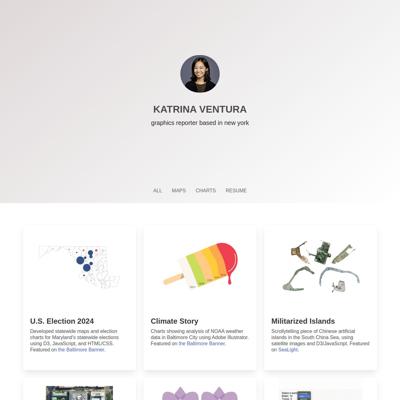 KATRINA VENTURA
graphics reporter based in new york
ALL MAPS CHARTS RESUME
U.S. Election 2024
Developed statewide maps and election
charts for Maryland's statewide elections
using D3, JavaScript, and HTML/CSS.
Featured on the Baltimore Banner.
Climate Story
Charts showing analysis of NOAA weather
data in Baltimore City using Adobe Illustrator.
Featured on the Baltimore Banner.
Militarized Islands
Scrollytelling piece of Chinese artificial
islands in the South China Sea, using
satellite images and D3/JavaScript. Featured
on SeaLight.